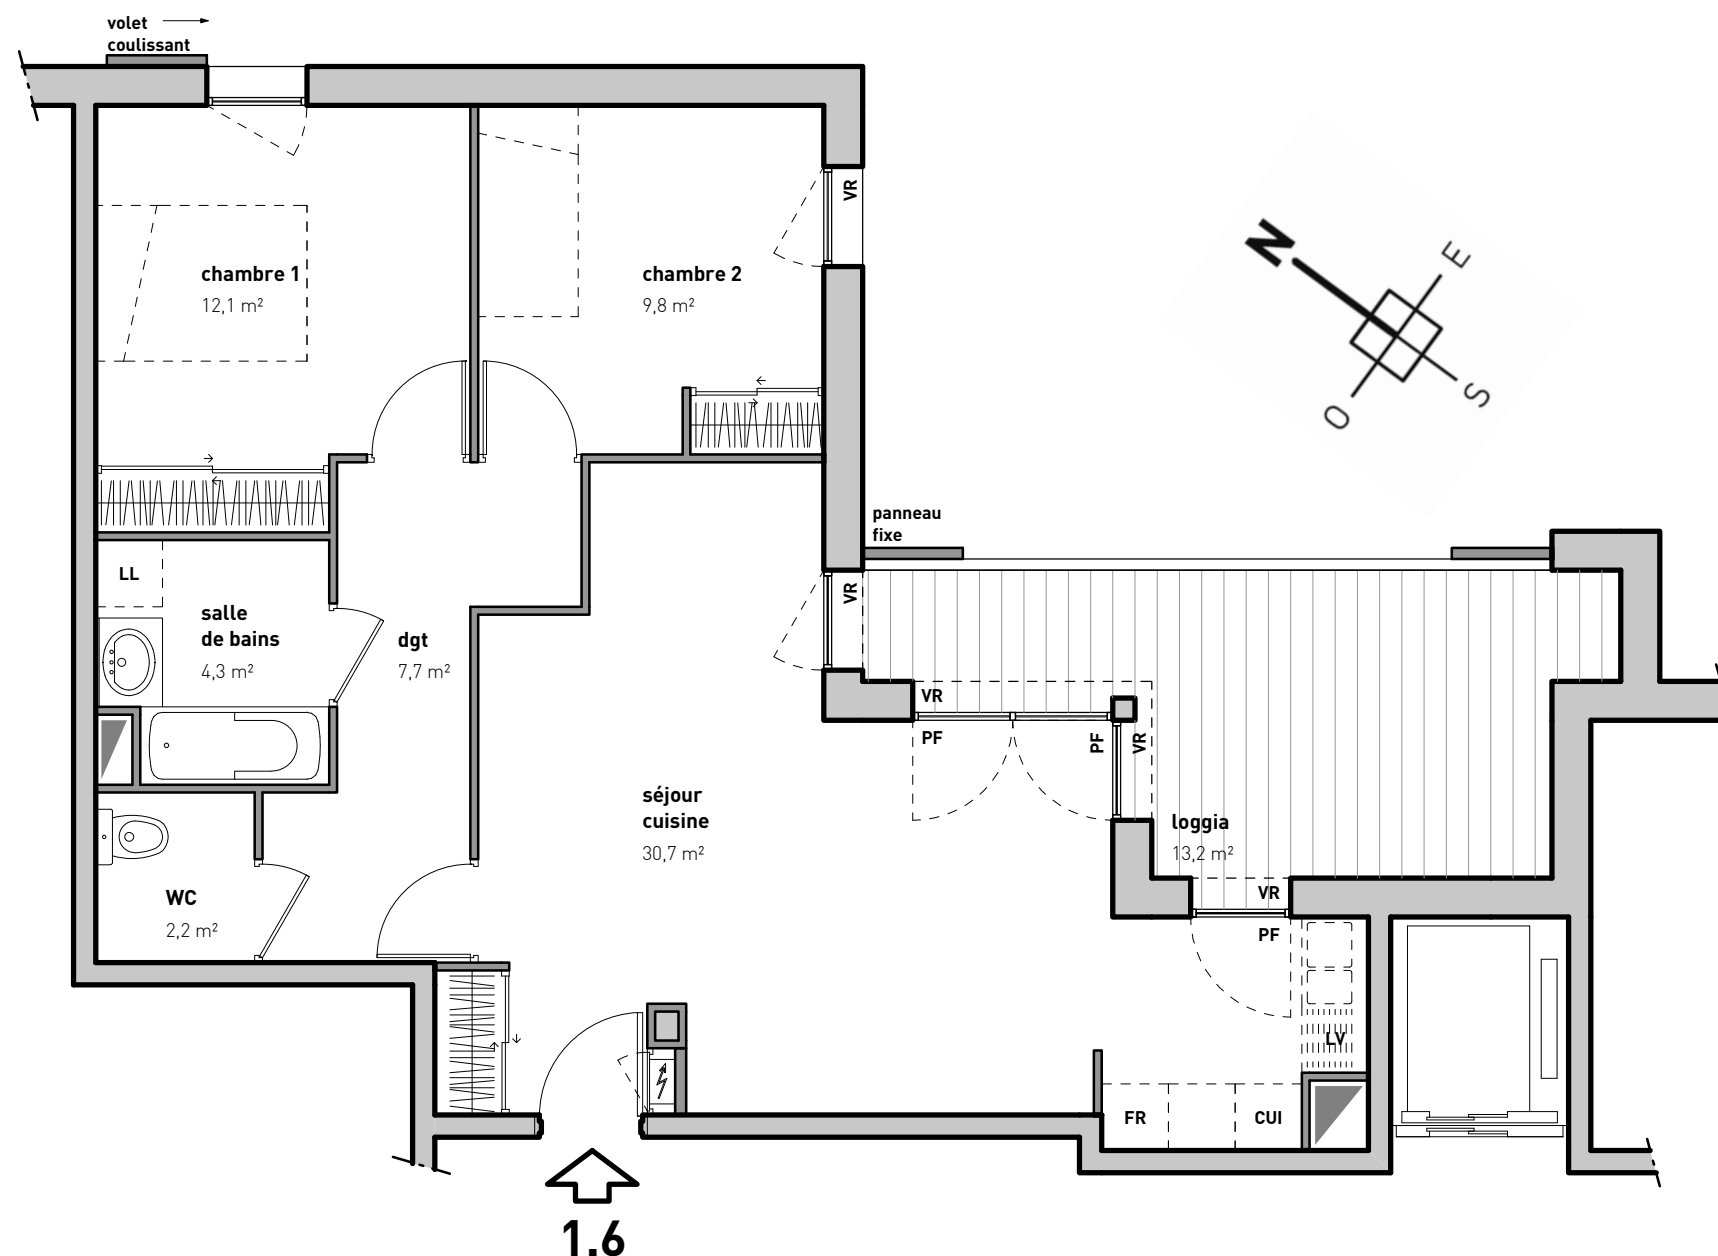 volet
coulissant
VR
N
E
chambre 1
12,1 m²
chambre 2
9,8 m²
S
O
panneau
fixe
LL
VR
salle
de bains
4,3 m²
dgt
7,7 m²
VR
PF
PF
VR
séjour
cuisine
30,7 m²
loggia
13,2 m²
WC
2,2 m²
VR
PF
LV
FR
CUI
1.6